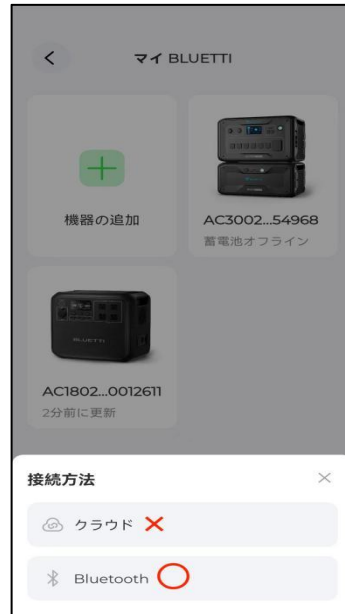 マイ BLUETTI
機器の追加
AC3002...54968
蓄電池オフライン
BLUETTI
AC1802...0012611
2分前に更新
接続方法
クラウド
Bluetooth